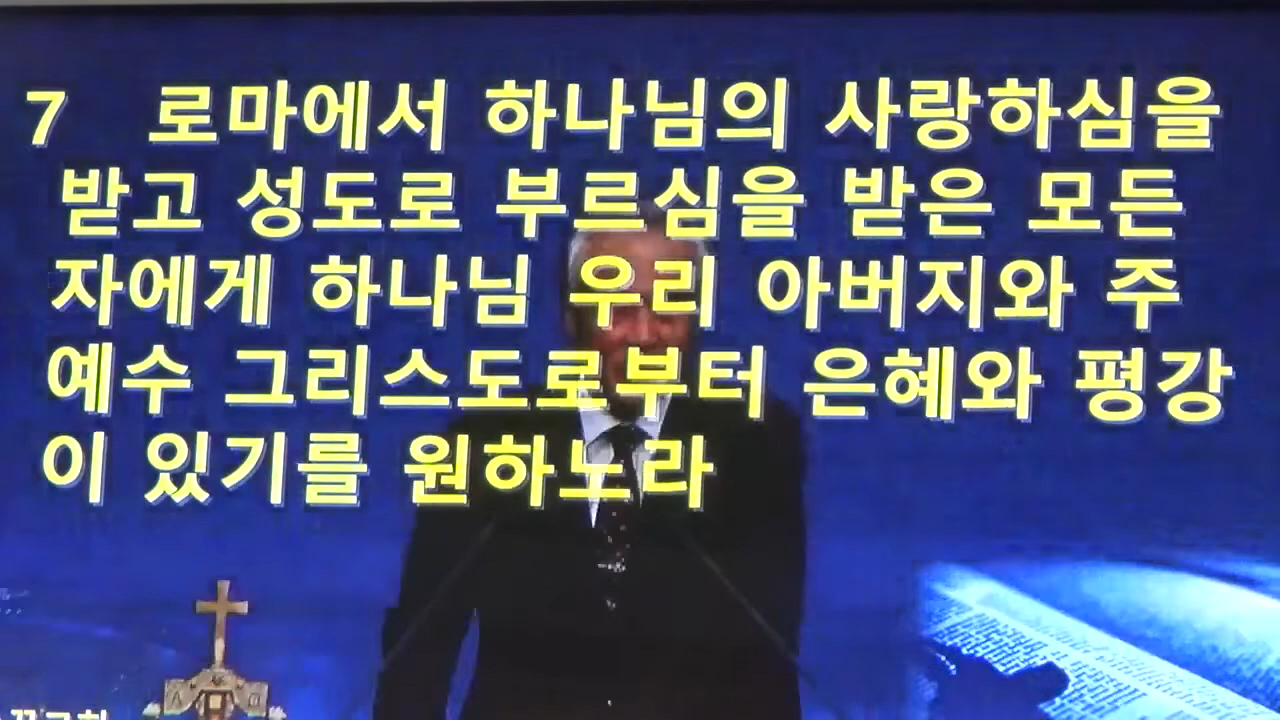 7 로마에서 하나님의 사랑하심을
받고 성도로 부르심을 받은 모든
자에게 하나님 우리 아버지와 주
예수 그리스도로부터 은혜와 평강
이 있기를 원하노라
A Ω